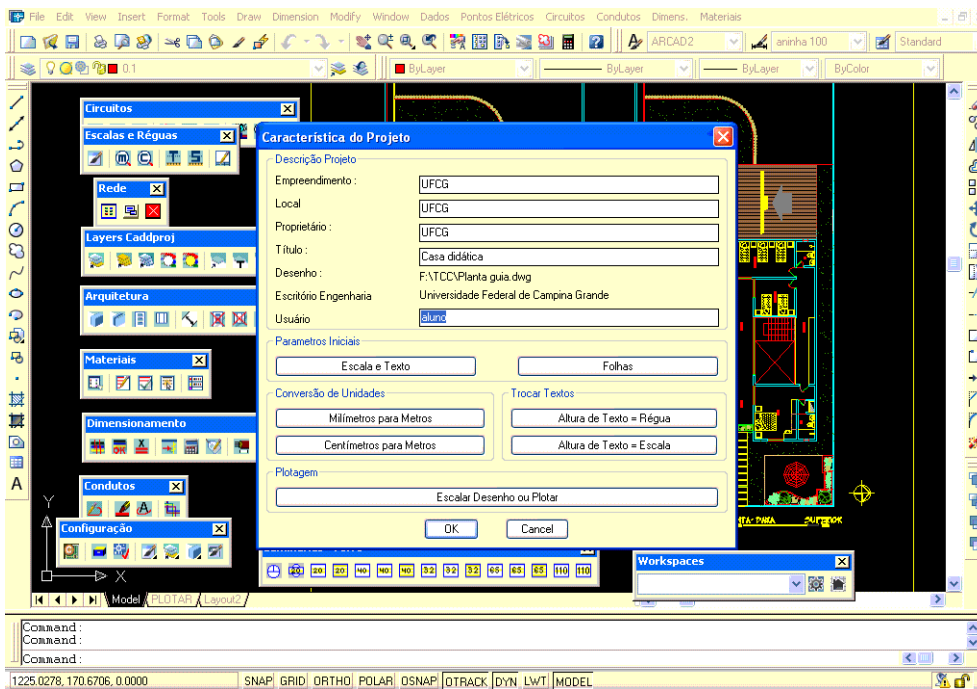 File Edit View Insert Format Tools Draw Dimension Modify Window Dados Pontos Elétricos Circuitos Condutos Dimens. Materiais
ARCAD2 aninha 100 Standard
0.1 ByLayer ByLayer ByLayer ByColor
Circuitos
Escalas e Réguas
Rede
Layers Caddproj
Arquitetura
Materiais
Dimensionamento
Condutos
Configuração
Característica do Projeto
Descrição Projeto
Empreendimento : UFCG
Local UFCG
Proprietário : UFCG
Título : Casa didática
Desenho : F:\TCC\Planta guia.dwg
Escritório Engenharia Universidade Federal de Campina Grande
Usuário aluno
Parametros Iniciais
Escala e Texto Folhas
Conversão de Unidades Trocar Textos
Milímetros para Metros Altura de Texto = Régua
Centímetros para Metros Altura de Texto = Escala
Plotagem
Escalar Desenho ou Plotar
OK Cancel
SUPERIOR
Y
X
20 20 20 40 40 40 32 32 32 65 65 65 110 110
Workspaces
Model PLOTAR Layout2
Command:
Command:
Command:
1225.0278, 170.6706, 0.0000 SNAP GRID ORTHO POLAR OSNAP OTRACK DYN LWT MODEL